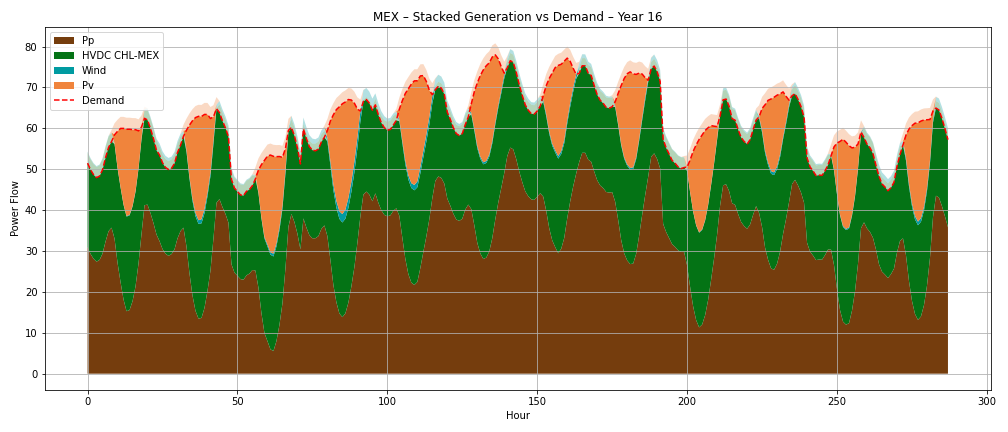 MEX – Stacked Generation vs Demand – Year 16
Pp
HVDC CHL-MEX
Wind
Pv
Demand
Power Flow
80
70
60
50
40
30
20
10
0
0 50 100 150 200 250 300
Hour